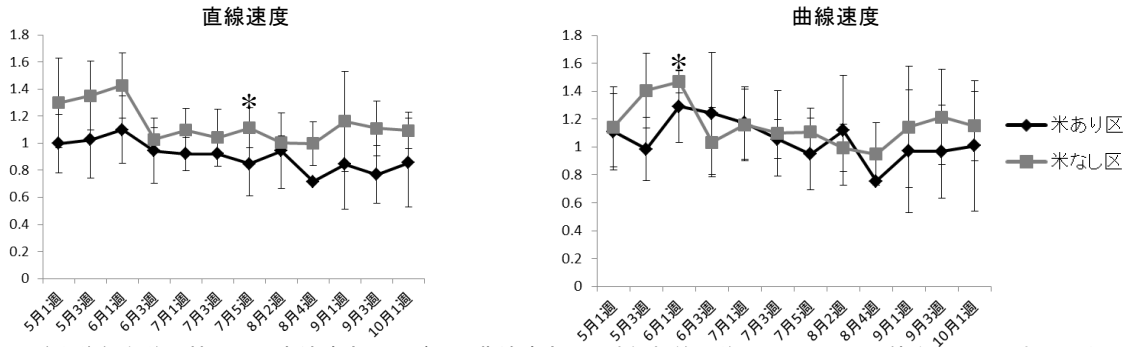 直線速度
1.8
1.6
1.4
1.2
1
0.8
0.6
0.4
0.2
0
*
5月1週
5月3週
6月1週
6月3週
7月1週
7月3週
7月5週
8月2週
8月4週
9月1週
9月3週
10月1週
曲線速度
1.8
1.6
1.4
1.2
1
0.8
0.6
0.4
0.2
0
*
5月1週
5月3週
6月1週
6月3週
7月1週
7月3週
7月5週
8月2週
8月4週
9月1週
9月3週
10月1週
米あり区
米なし区